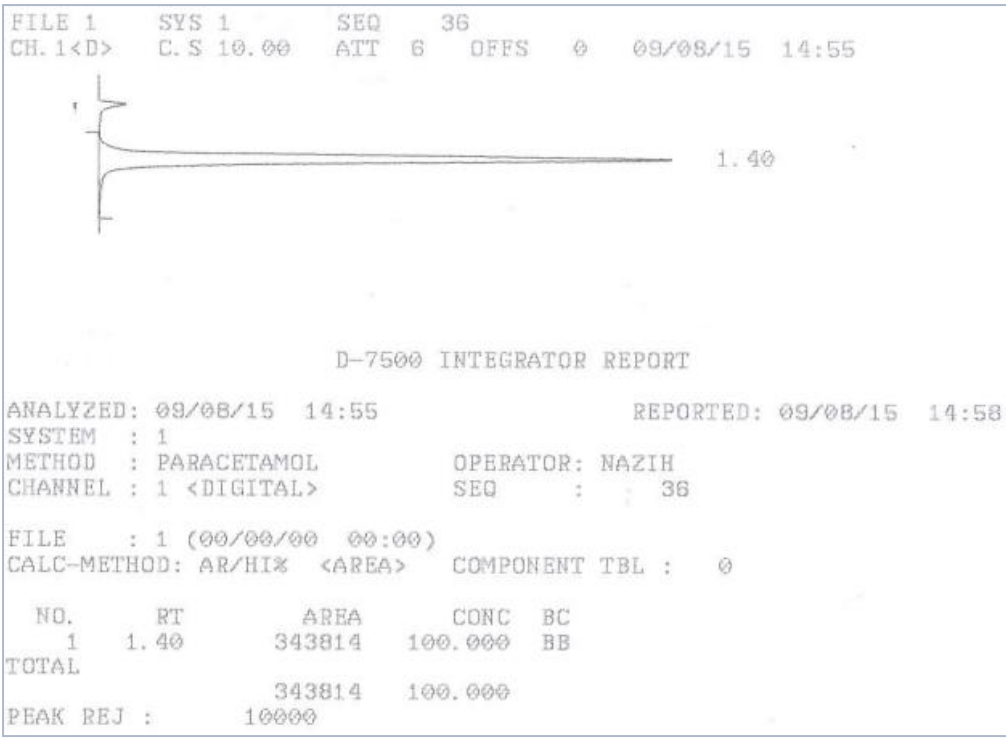 FILE 1 SYS 1 SEQ 36
CH. 1<D> C. S 10.00 ATT 6 OFFS 0 09/08/15 14:55
1.40
D-7500 INTEGRATOR REPORT
ANALYZED: 09/08/15 14:55 REPORTED: 09/08/15 14:58
SYSTEM : 1
METHOD : PARACETAMOL OPERATOR: NAZIH
CHANNEL : 1 <DIGITAL> SEQ : 36
FILE : 1 (00/00/00 00:00)
CALC-METHOD: AR/HI% <AREA> COMPONENT TBL : 0
NO. RT AREA CONC BC
1 1.40 343814 100.000 BB
TOTAL
343814 100.000
PEAK REJ : 10000